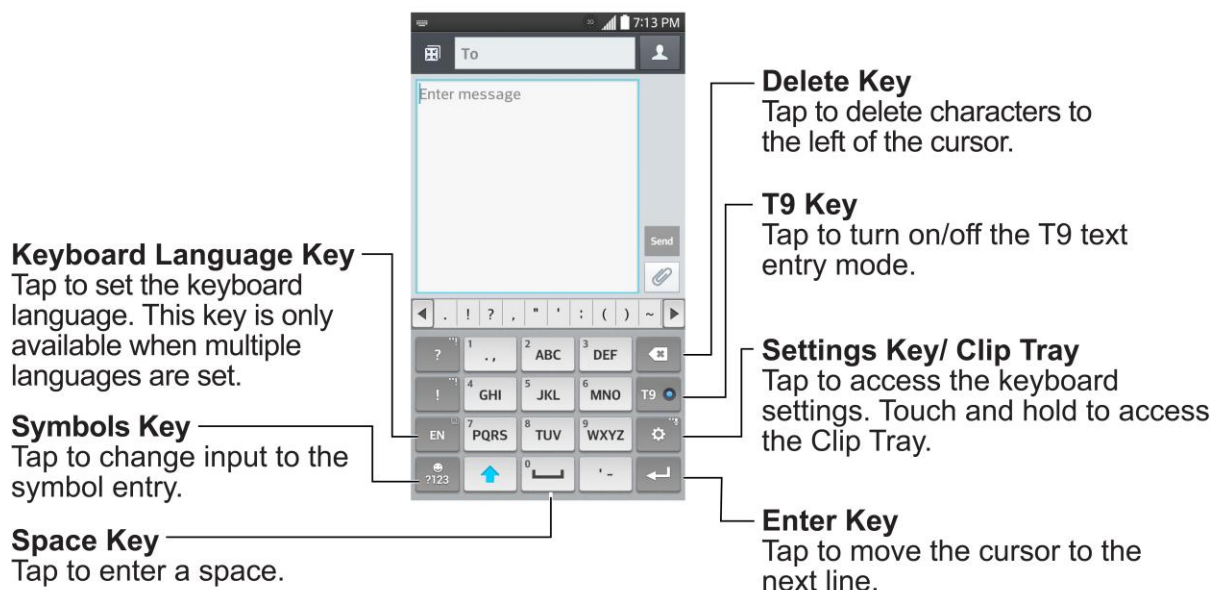 7:13 PM
To
Enter message
Send
. ! ? , " ' : ( ) ~
? 1 ., 2 ABC 3 DEF
! 4 GHI 5 JKL 6 MNO T9
EN 7 PQRS 8 TUV 9 WXYZ
?123 0 ' -
Keyboard Language Key
Tap to set the keyboard
language. This key is only
available when multiple
languages are set.
Symbols Key
Tap to change input to the
symbol entry.
Space Key
Tap to enter a space.
Delete Key
Tap to delete characters to
the left of the cursor.
T9 Key
Tap to turn on/off the T9 text
entry mode.
Settings Key/ Clip Tray
Tap to access the keyboard
settings. Touch and hold to access
the Clip Tray.
Enter Key
Tap to move the cursor to the
next line.